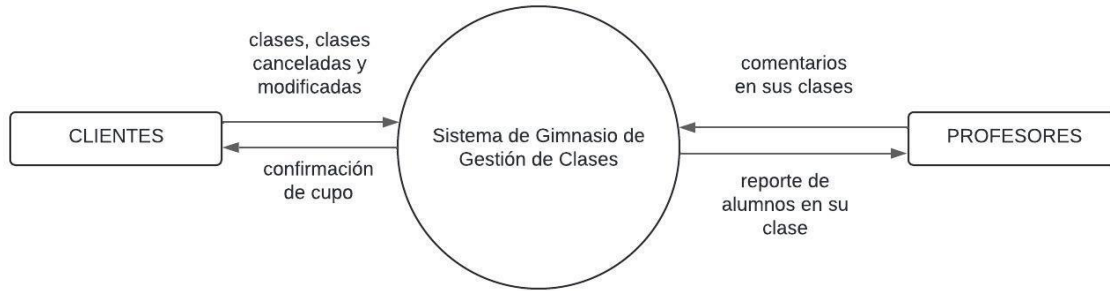 clases, clases
canceladas y
modificadas
CLIENTES
confirmación
de cupo
Sistema de Gimnasio de
Gestión de Clases
comentarios
en sus clases
PROFESORES
reporte de
alumnos en su
clase